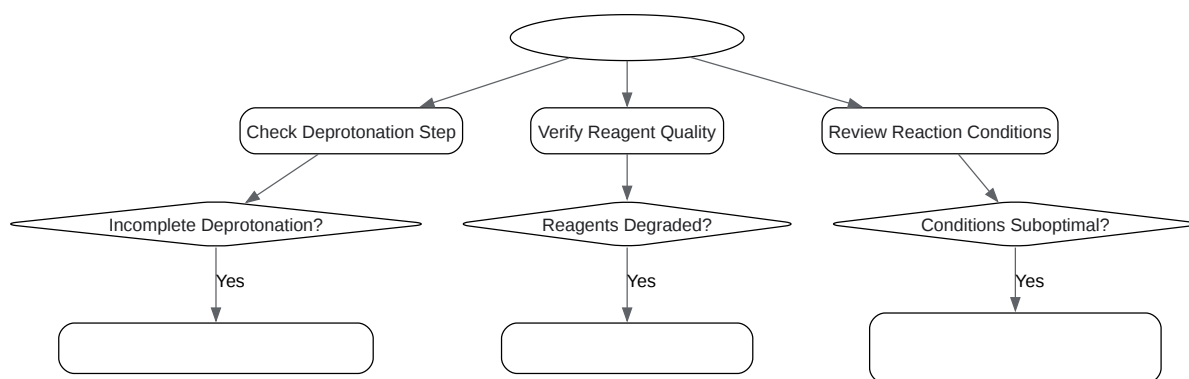 Check Deprotonation Step
Verify Reagent Quality
Review Reaction Conditions
Incomplete Deprotonation?
Reagents Degraded?
Conditions Suboptimal?
Yes
Yes
Yes